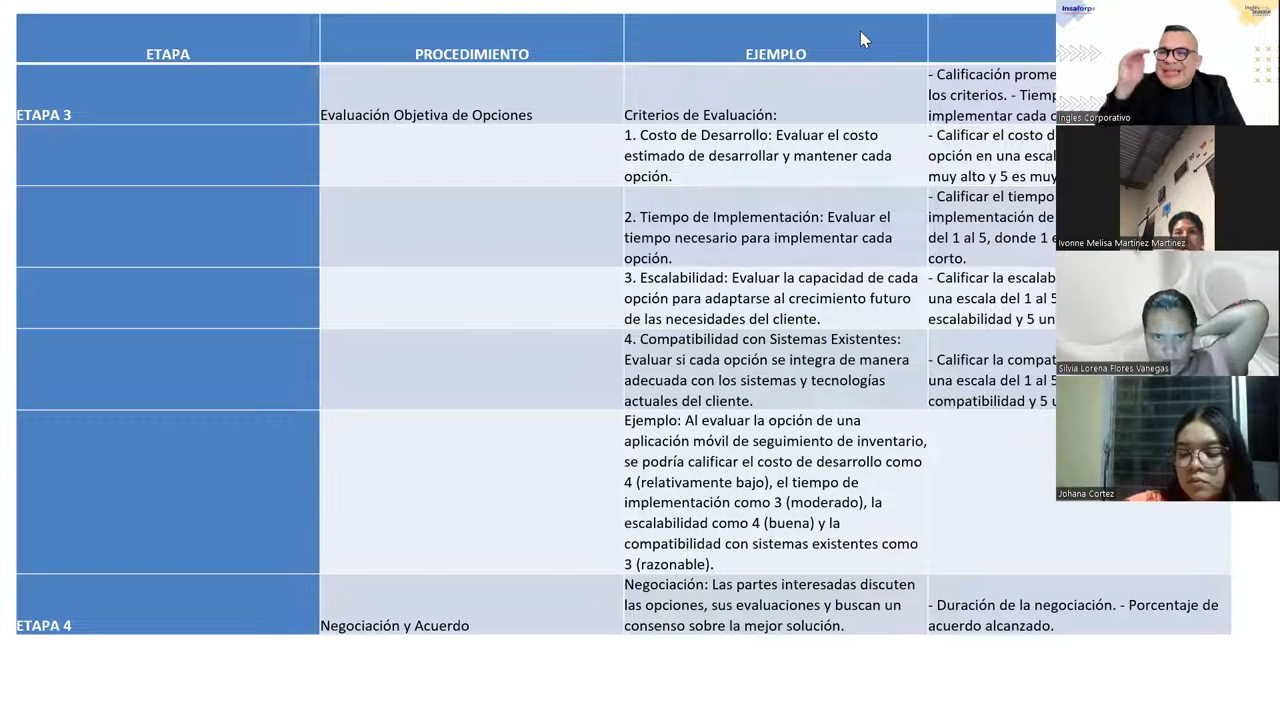 ETAPA
PROCEDIMIENTO
EJEMPLO
ETAPA 3
Evaluación Objetiva de Opciones
Criterios de Evaluación:
- Calificación prome
los criterios. - Tiemp
implementar cada
1. Costo de Desarrollo: Evaluar el costo
estimado de desarrollar y mantener cada
opción.
- Calificar el costo d
opción en una escal
muy alto y 5 es muy
2. Tiempo de Implementación: Evaluar el
tiempo necesario para implementar cada
opción.
- Calificar el tiempo
implementación de
del 1 al 5, donde 1 e
corto.
3. Escalabilidad: Evaluar la capacidad de cada
opción para adaptarse al crecimiento futuro
de las necesidades del cliente.
- Calificar la escalab
una escala del 1 al 5
escalabilidad y 5 un
4. Compatibilidad con Sistemas Existentes:
Evaluar si cada opción se integra de manera
adecuada con los sistemas y tecnologías
actuales del cliente.
- Calificar la compat
una escala del 1 al 5
compatibilidad y 5 u
Ejemplo: Al evaluar la opción de una
aplicación móvil de seguimiento de inventario,
se podría calificar el costo de desarrollo como
4 (relativamente bajo), el tiempo de
implementación como 3 (moderado), la
escalabilidad como 4 (buena) y la
compatibilidad con sistemas existentes como
3 (razonable).
ETAPA 4
Negociación y Acuerdo
Negociación: Las partes interesadas discuten
las opciones, sus evaluaciones y buscan un
consenso sobre la mejor solución.
- Duración de la negociación. - Porcentaje de
acuerdo alcanzado.
Insaforp
Ingles Corporativo
Ivonne Melisa Martinez Martinez
Silvia Lorena Flores Vanegas
Johana Cortez